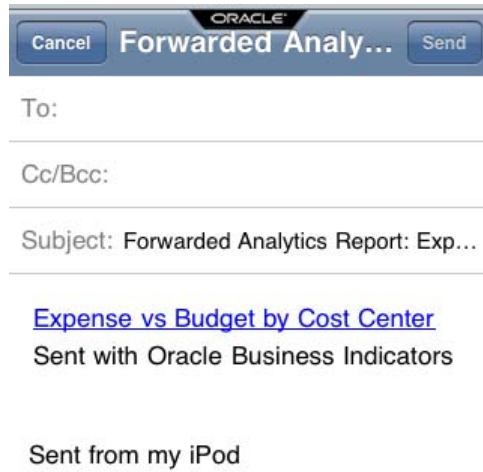 ORACLE
Cancel Forwarded Analy... Send
To:
Cc/Bcc:
Subject: Forwarded Analytics Report: Exp...
Expense vs Budget by Cost Center
Sent with Oracle Business Indicators
Sent from my iPod